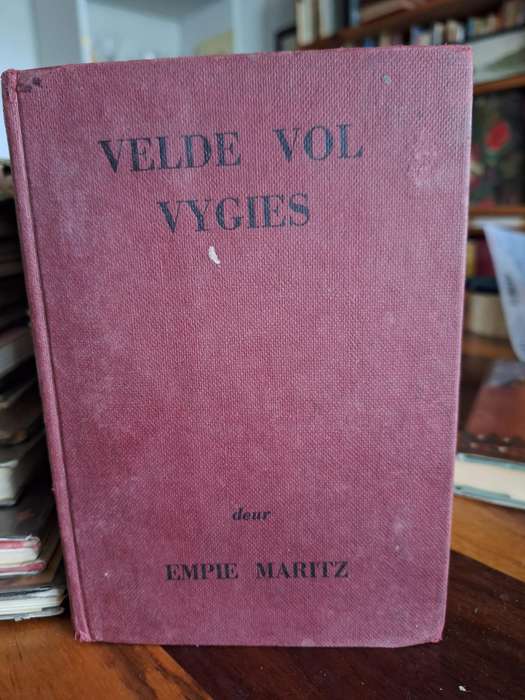 VELDE VOL
VYGIES
deur
EMPIE MARITZ